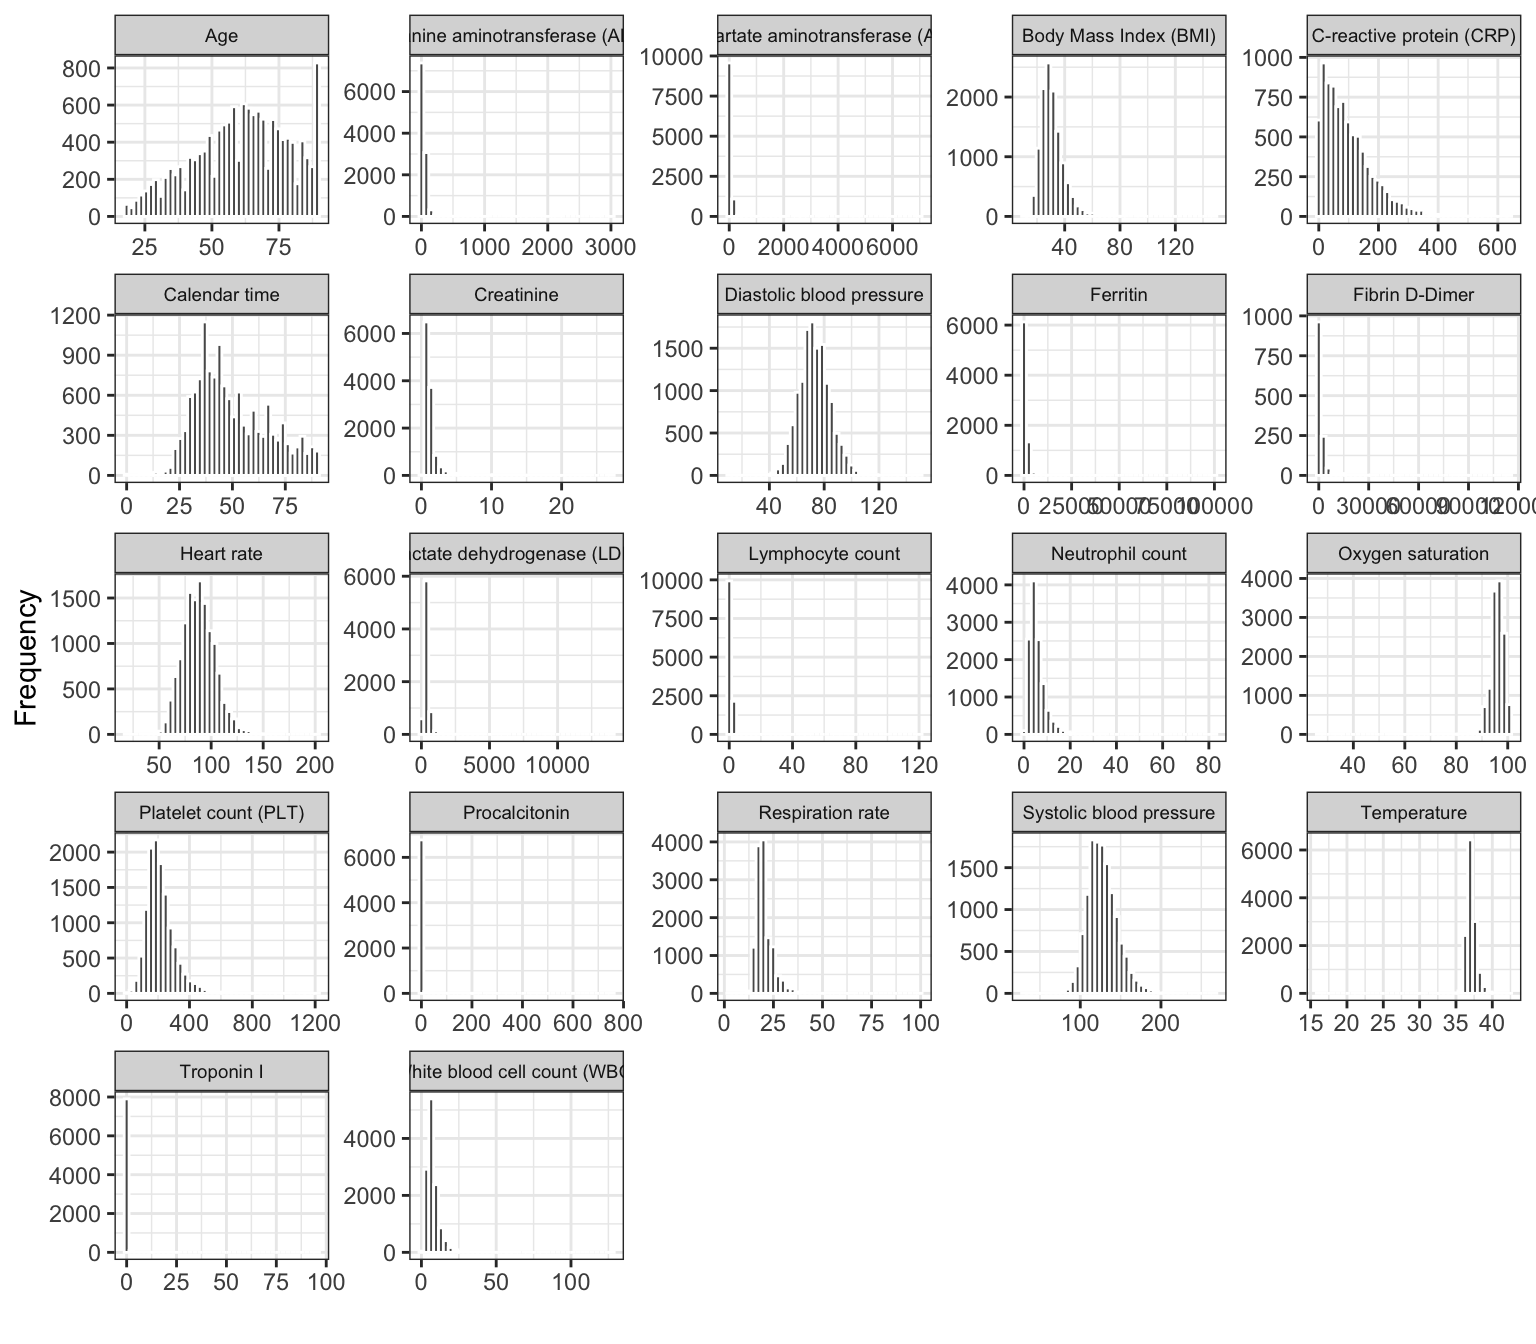 Age
nine aminotransferase (AL
artate aminotransferase (A
Body Mass Index (BMI)
C-reactive protein (CRP)
800
600
400
200
0
25 50 75
6000
4000
2000
0
0 1000 2000 3000
10000
7500
5000
2500
0
0 2000 4000 6000
2000
1000
0
40 80 120
1000
750
500
250
0
0 200 400 600
Calendar time
Creatinine
Diastolic blood pressure
Ferritin
Fibrin D-Dimer
1200
900
600
300
0
0 25 50 75
6000
4000
2000
0
0 10 20
1500
1000
500
0
40 80 120
6000
4000
2000
0
0 25000 50000 75000 100000
1000
750
500
250
0
0 30000 60000 90000 12000
Frequency
Heart rate
ctate dehydrogenase (LD
Lymphocyte count
Neutrophil count
Oxygen saturation
1500
1000
500
0
50 100 150 200
6000
4000
2000
0
0 5000 10000
10000
7500
5000
2500
0
0 40 80 120
4000
3000
2000
1000
0
0 20 40 60 80
4000
3000
2000
1000
0
40 60 80 100
Platelet count (PLT)
Procalcitonin
Respiration rate
Systolic blood pressure
Temperature
2000
1500
1000
500
0
0 400 800 1200
6000
4000
2000
0
0 200 400 600 800
4000
3000
2000
1000
0
0 25 50 75 100
1500
1000
500
0
100 200
6000
4000
2000
0
15 20 25 30 35 40
Troponin I
hite blood cell count (WBC
8000
6000
4000
2000
0
0 25 50 75 100
4000
2000
0
0 50 100